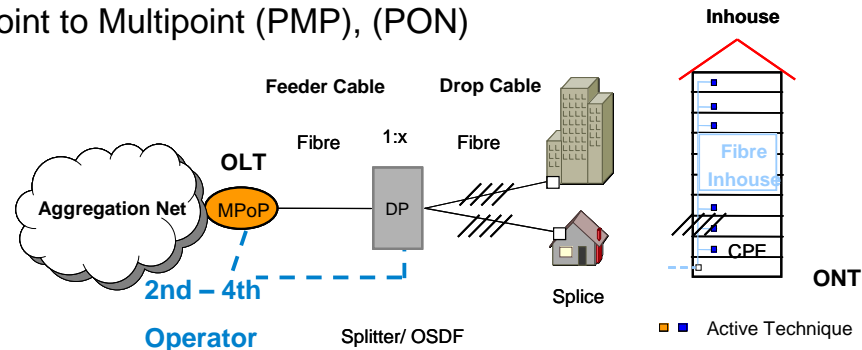 oint to Multipoint (PMP), (PON)
Inhouse
Feeder Cable
Drop Cable
Fibre
1:x
Fibre
OLT
Aggregation Net
MPoP
DP
Fibre
Inhouse
CPE
ONT
2nd – 4th
Operator
Splitter/ OSDF
Splice
Active Technique